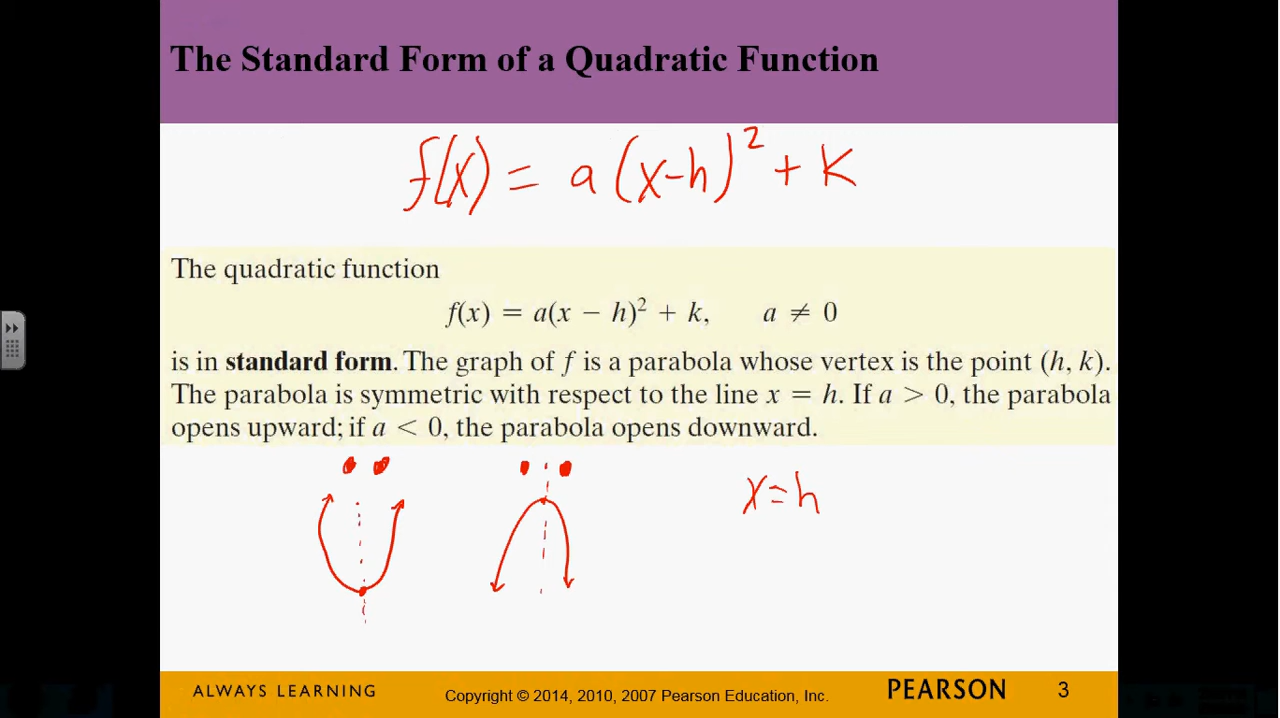 The Standard Form of a Quadratic Function
f(x) = a(x-h)² + k
The quadratic function
f(x) = a(x − h)² + k, a ≠ 0
is in standard form. The graph of f is a parabola whose vertex is the point (h, k).
The parabola is symmetric with respect to the line x = h. If a > 0, the parabola
opens upward; if a < 0, the parabola opens downward.
x=h
ALWAYS LEARNING
Copyright © 2014, 2010, 2007 Pearson Education, Inc.
PEARSON
3